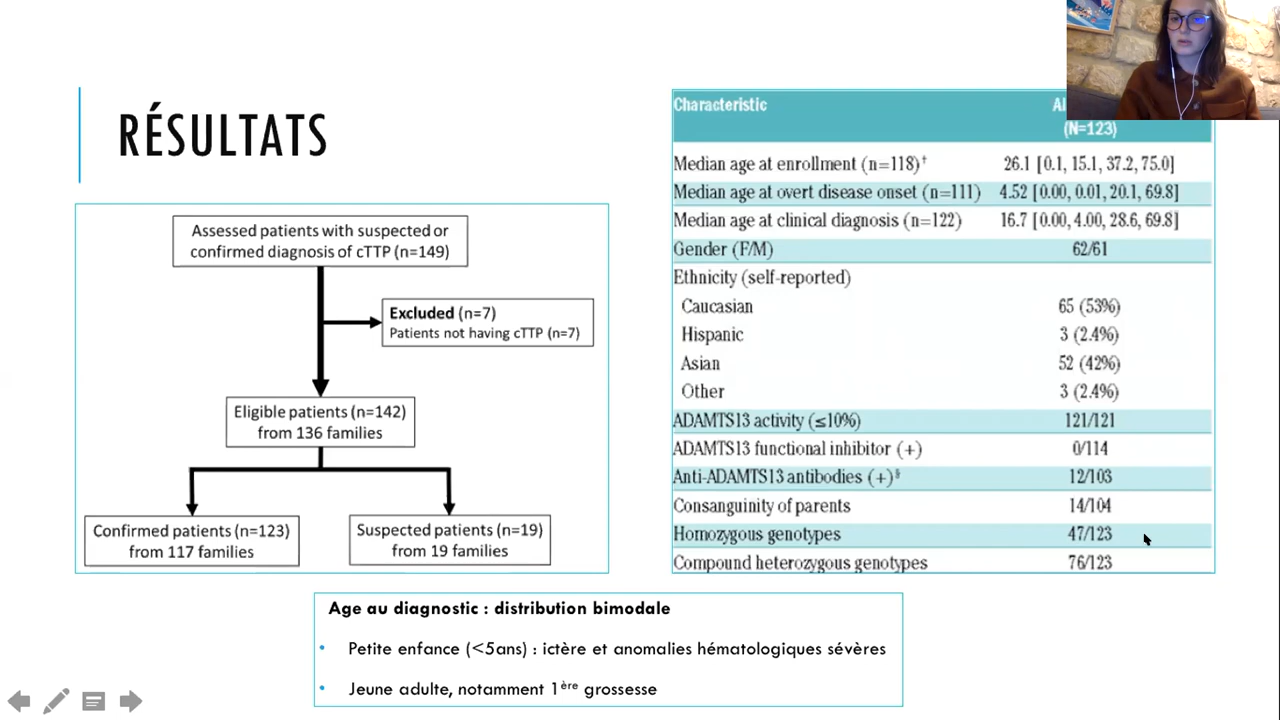 RÉSULTATS
Assessed patients with suspected or
confirmed diagnosis of cTTP (n=149)
Excluded (n=7)
Patients not having cTTP (n=7)
Eligible patients (n=142)
from 136 families
Confirmed patients (n=123)
from 117 families
Suspected patients (n=19)
from 19 families
Characteristic
(N=123)
Median age at enrollment (n=118)† 26.1 [0.1, 15.1, 37.2, 75.0]
Median age at overt disease onset (n=111) 4.52 [0.00, 0.01, 20.1, 69.8]
Median age at clinical diagnosis (n=122) 16.7 [0.00, 4.00, 28.6, 69.8]
Gender (F/M) 62/61
Ethnicity (self-reported)
Caucasian 65 (53%)
Hispanic 3 (2.4%)
Asian 52 (42%)
Other 3 (2.4%)
ADAMTS13 activity (≤10%) 121/121
ADAMTS13 functional inhibitor (+) 0/114
Anti-ADAMTS13 antibodies (+)§ 12/103
Consanguinity of parents 14/104
Homozygous genotypes 47/123
Compound heterozygous genotypes 76/123
Age au diagnostic : distribution bimodale
• Petite enfance (<5ans) : ictère et anomalies hématologiques sévères
• Jeune adulte, notamment 1ère grossesse